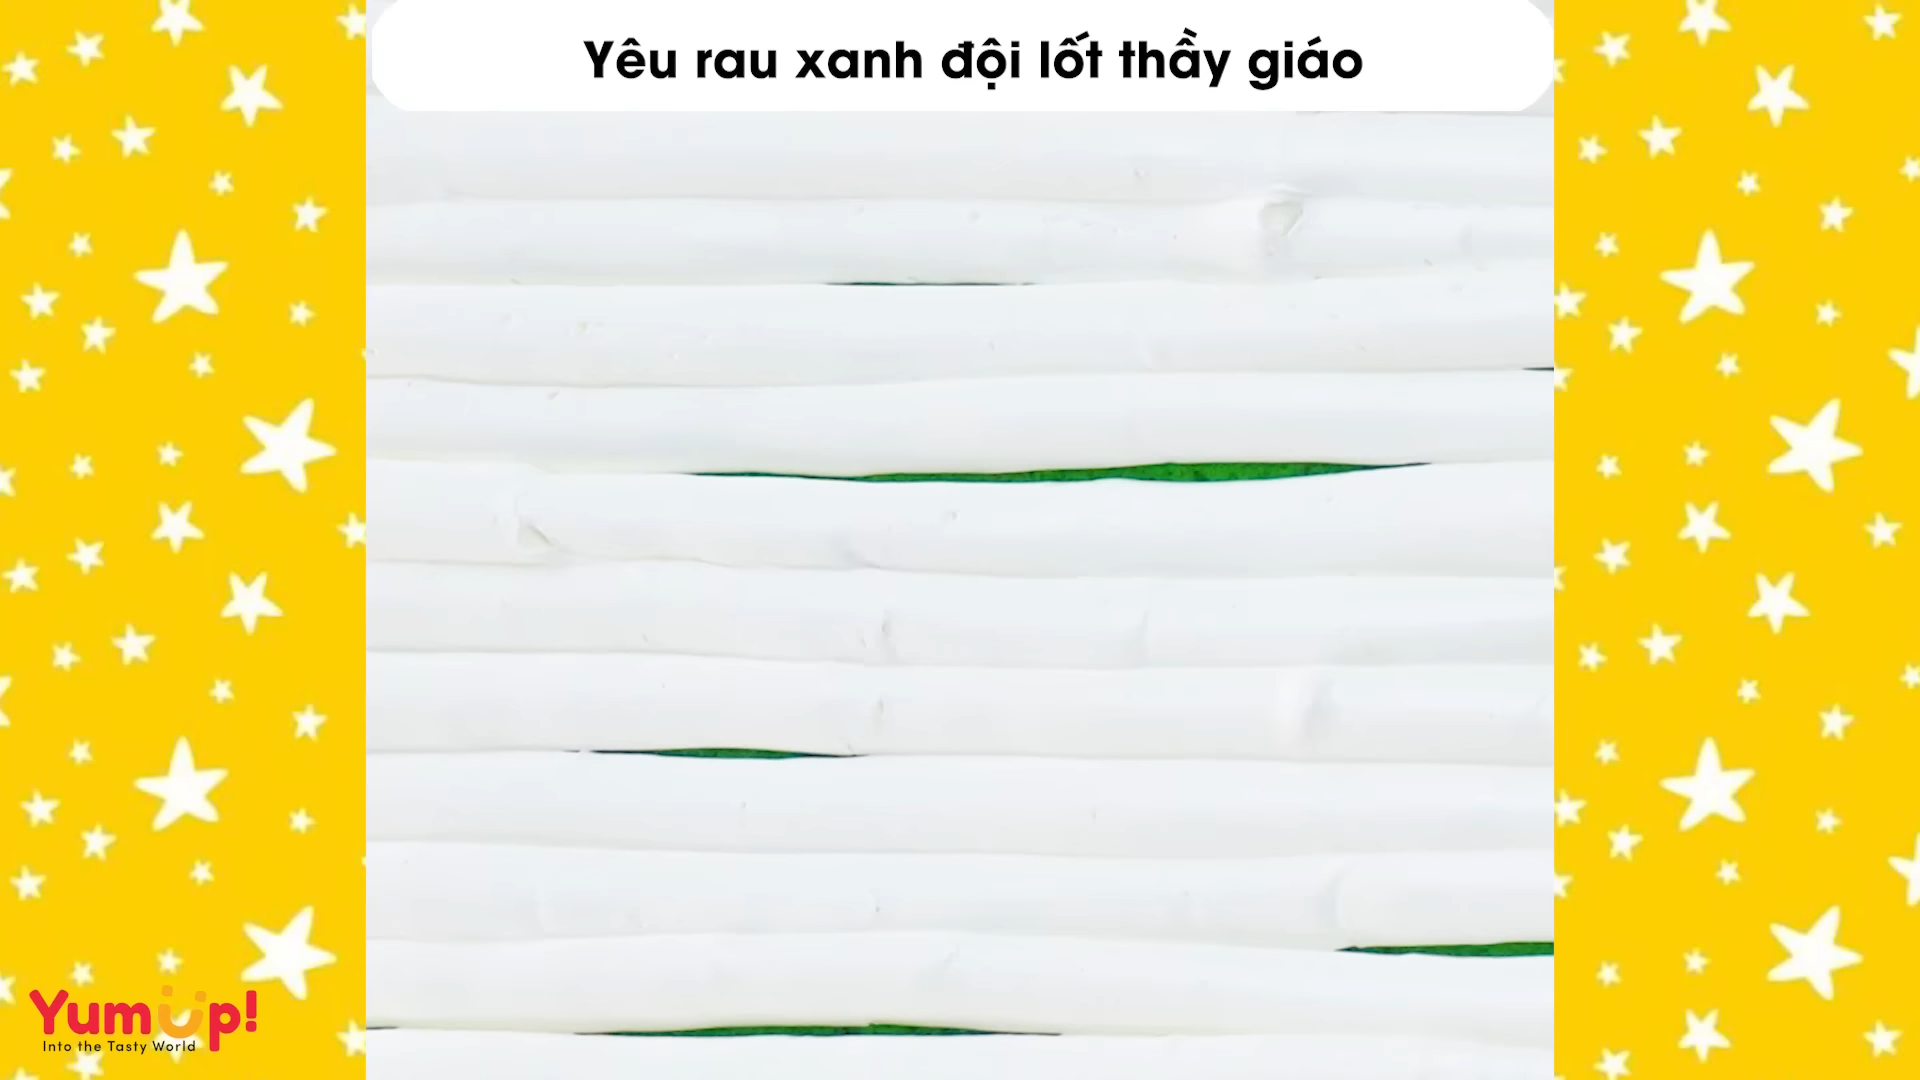 Yêu rau xanh đội lốt thầy giáo
YumUp!
Into the Tasty World